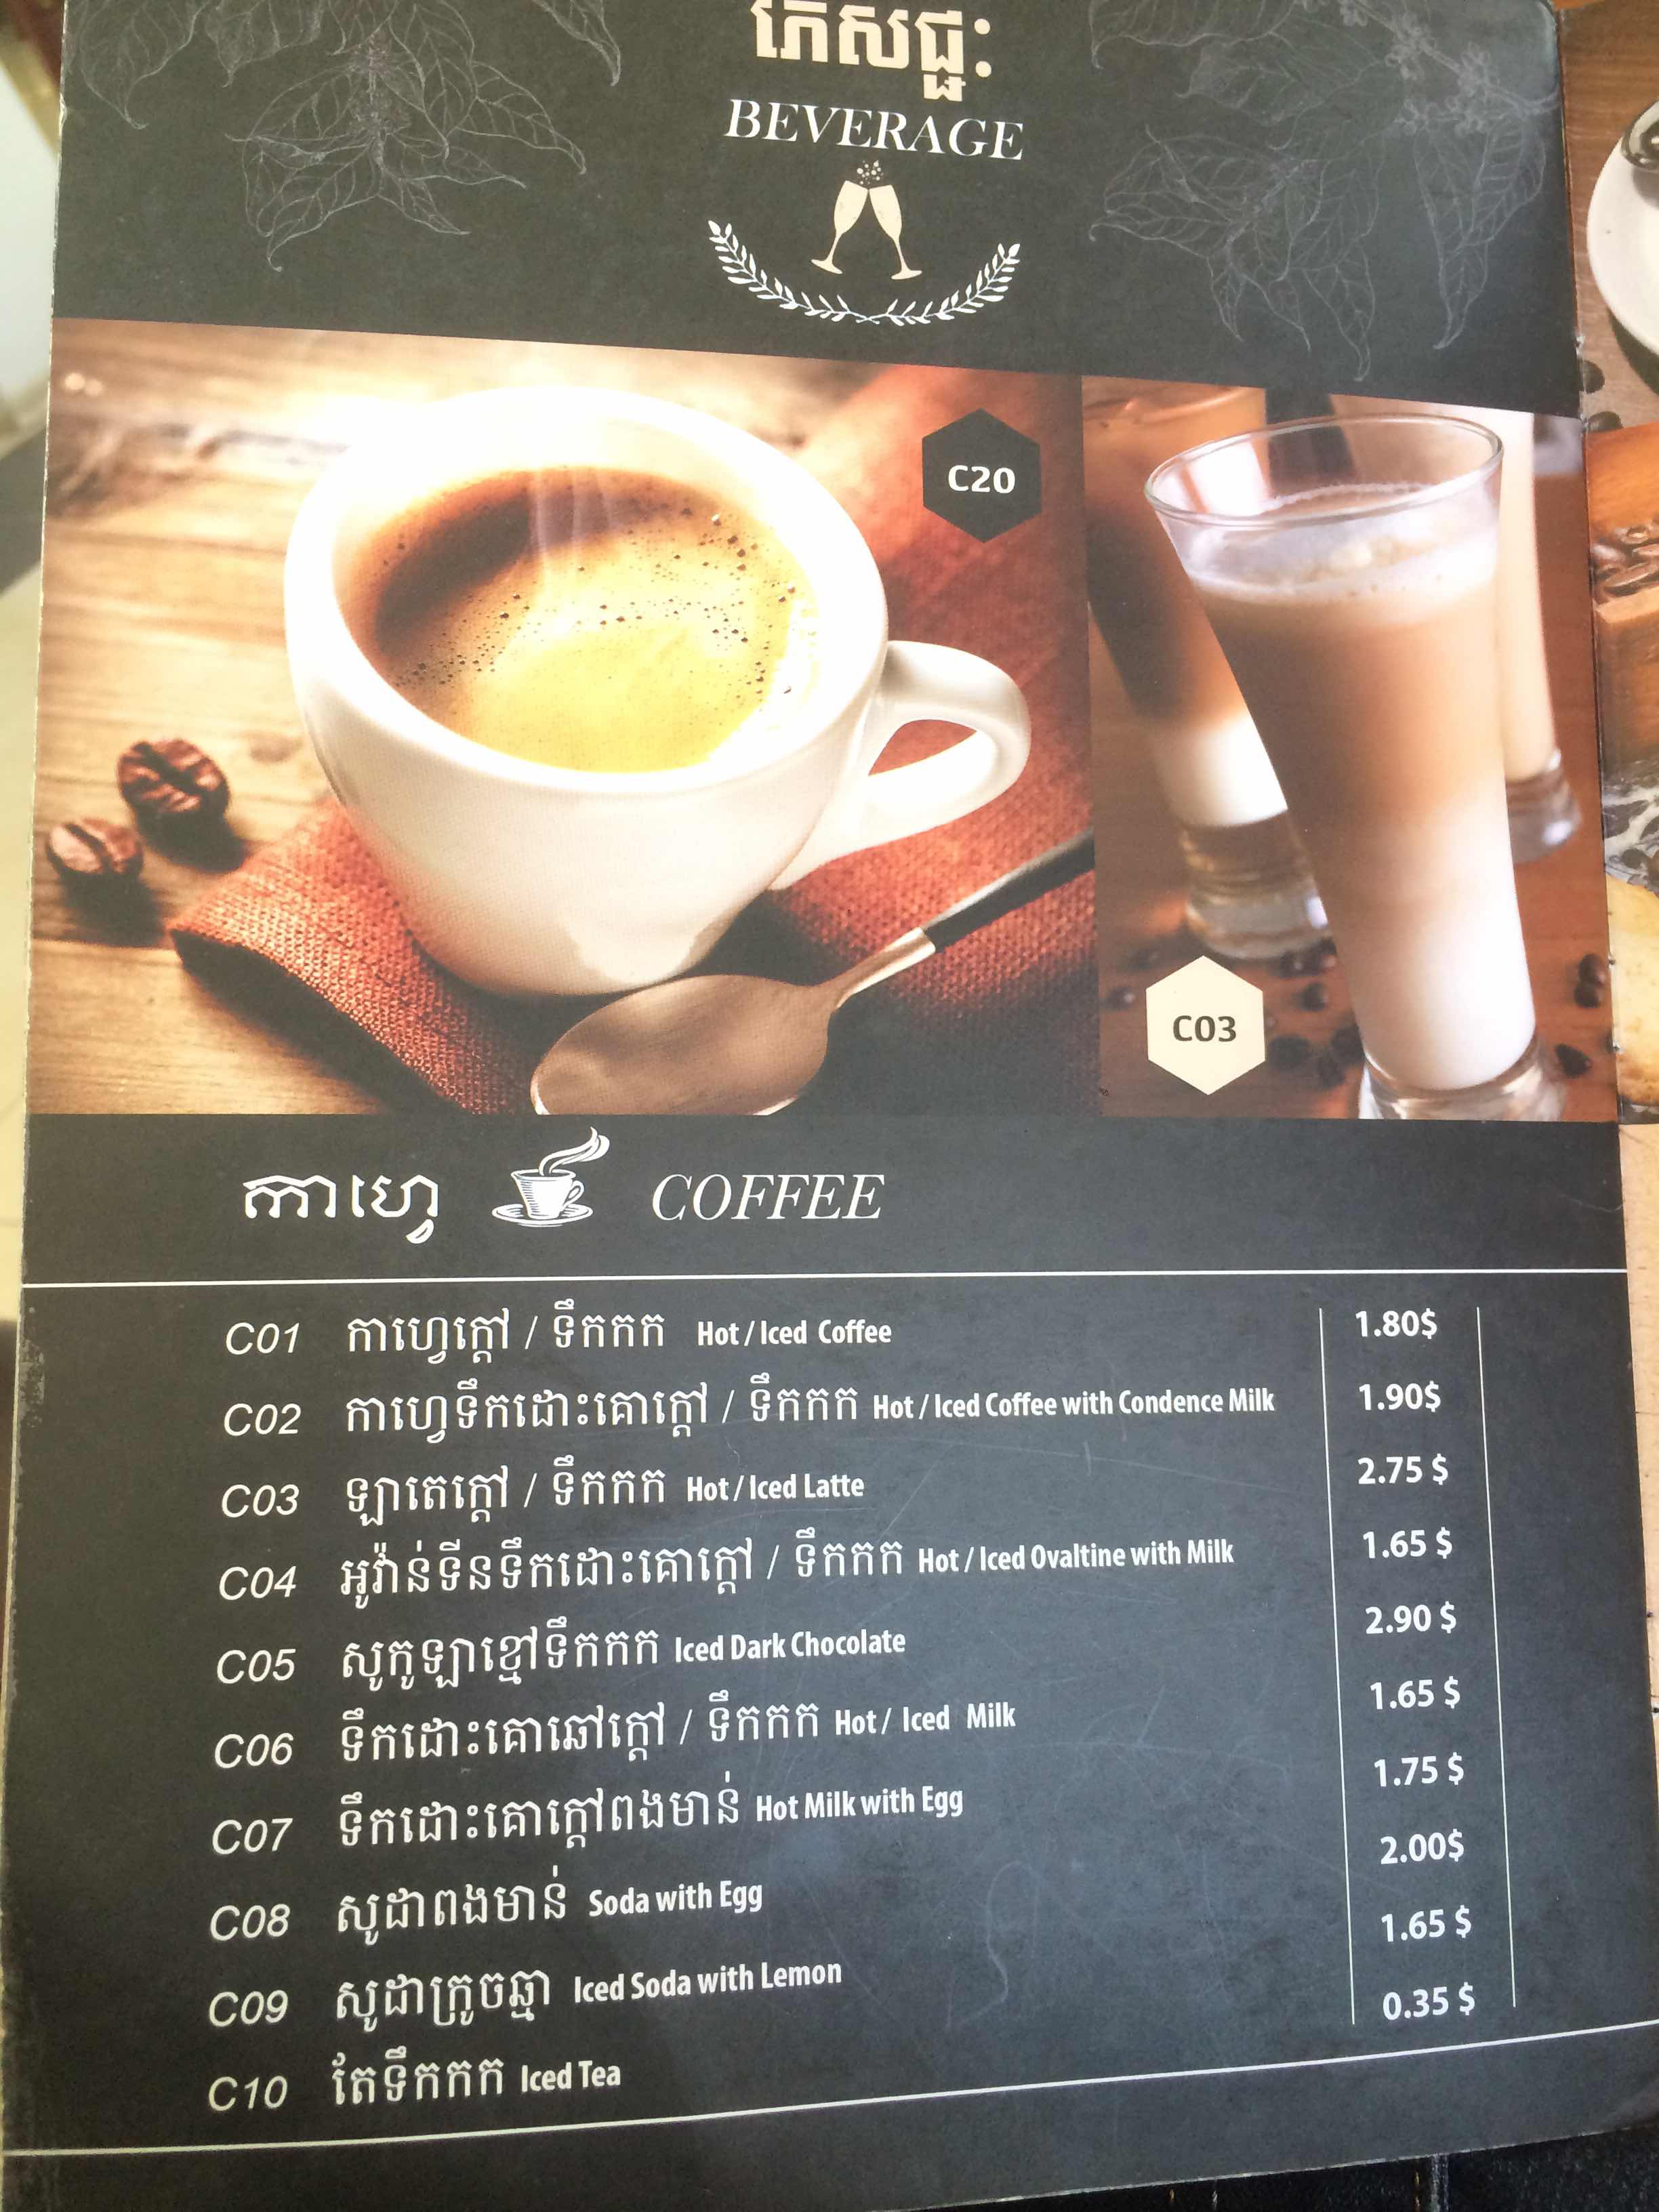 ភេសជ្ជៈ
BEVERAGE
C20
C03
កាហ្វេ COFFEE
C01 កាហ្វេក្តៅ / ទឹកកក Hot / Iced Coffee 1.80$
C02 កាហ្វេទឹកដោះគោក្តៅ / ទឹកកក Hot / Iced Coffee with Condence Milk 1.90$
C03 ឡាតេក្តៅ / ទឹកកក Hot / Iced Latte 2.75 $
C04 អូវ៉ាន់ទីនទឹកដោះគោក្តៅ / ទឹកកក Hot / Iced Ovaltine with Milk 1.65 $
C05 សូកូឡាខ្មៅទឹកកក Iced Dark Chocolate 2.90 $
C06 ទឹកដោះគោឆៅក្តៅ / ទឹកកក Hot / Iced Milk 1.65 $
C07 ទឹកដោះគោក្តៅពងមាន់ Hot Milk with Egg 1.75 $
C08 សូដាពងមាន់ Soda with Egg 2.00$
C09 សូដាក្រូចឆ្មា Iced Soda with Lemon 1.65 $
C10 តែទឹកកក Iced Tea 0.35 $